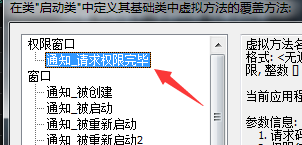 在类"启动类"中定义其基础类中虚拟方法的覆盖方法:
权限窗口
通知_请求权限完毕
窗口
通知_被创建
通知_被启动
通知_被重新启动
通知_被重新启动2
虚拟方法名
格式: <无返
限,整数 []
当前应用程
参数信息:
1. 请求码